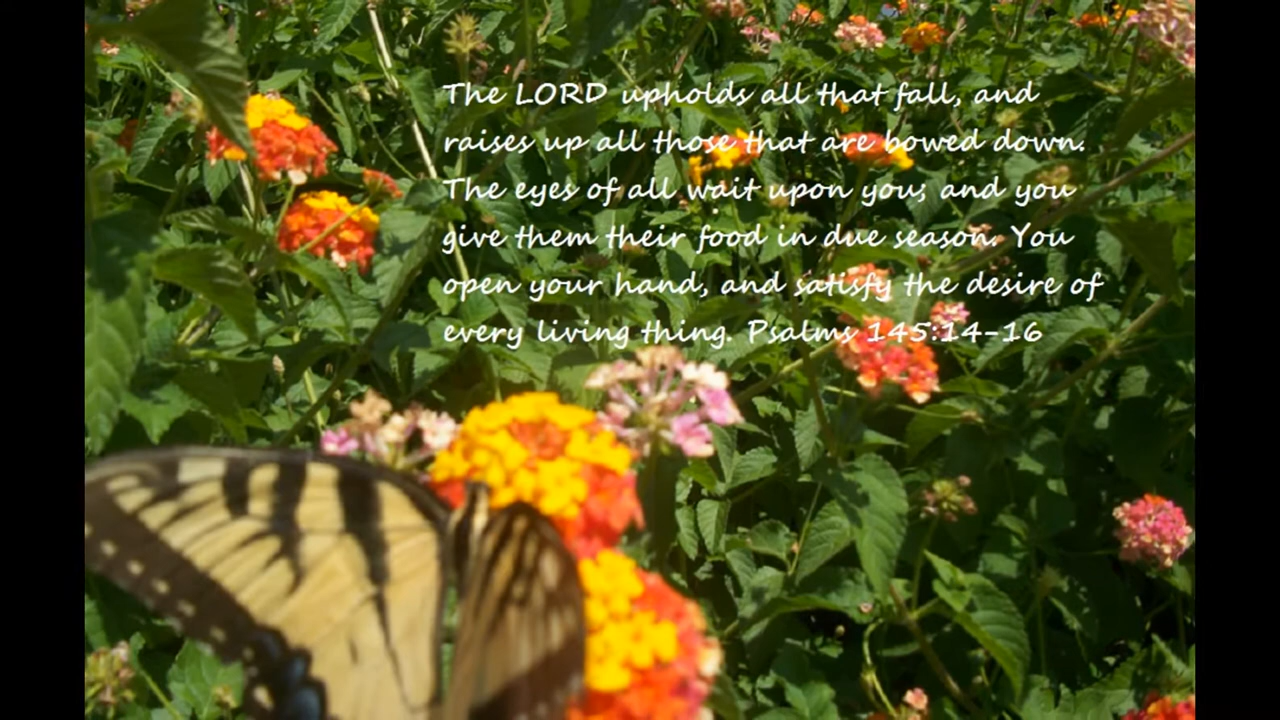 The LORD upholds all that fall, and
raises up all those that are bowed down.
The eyes of all wait upon you; and you
give them their food in due season. You
open your hand, and satisfy the desire of
every living thing. Psalms 145:14-16